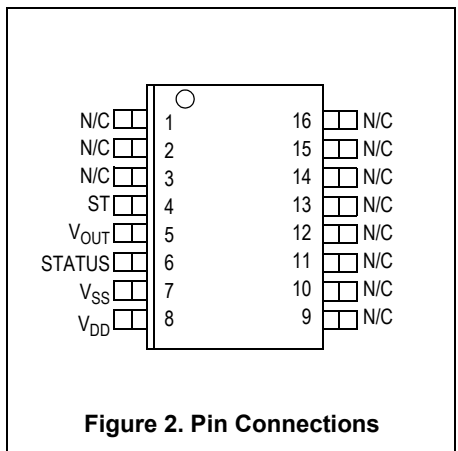 N/C 1 16 N/C
N/C 2 15 N/C
N/C 3 14 N/C
ST 4 13 N/C
VOUT 5 12 N/C
STATUS 6 11 N/C
VSS 7 10 N/C
VDD 8 9 N/C
Figure 2. Pin Connections